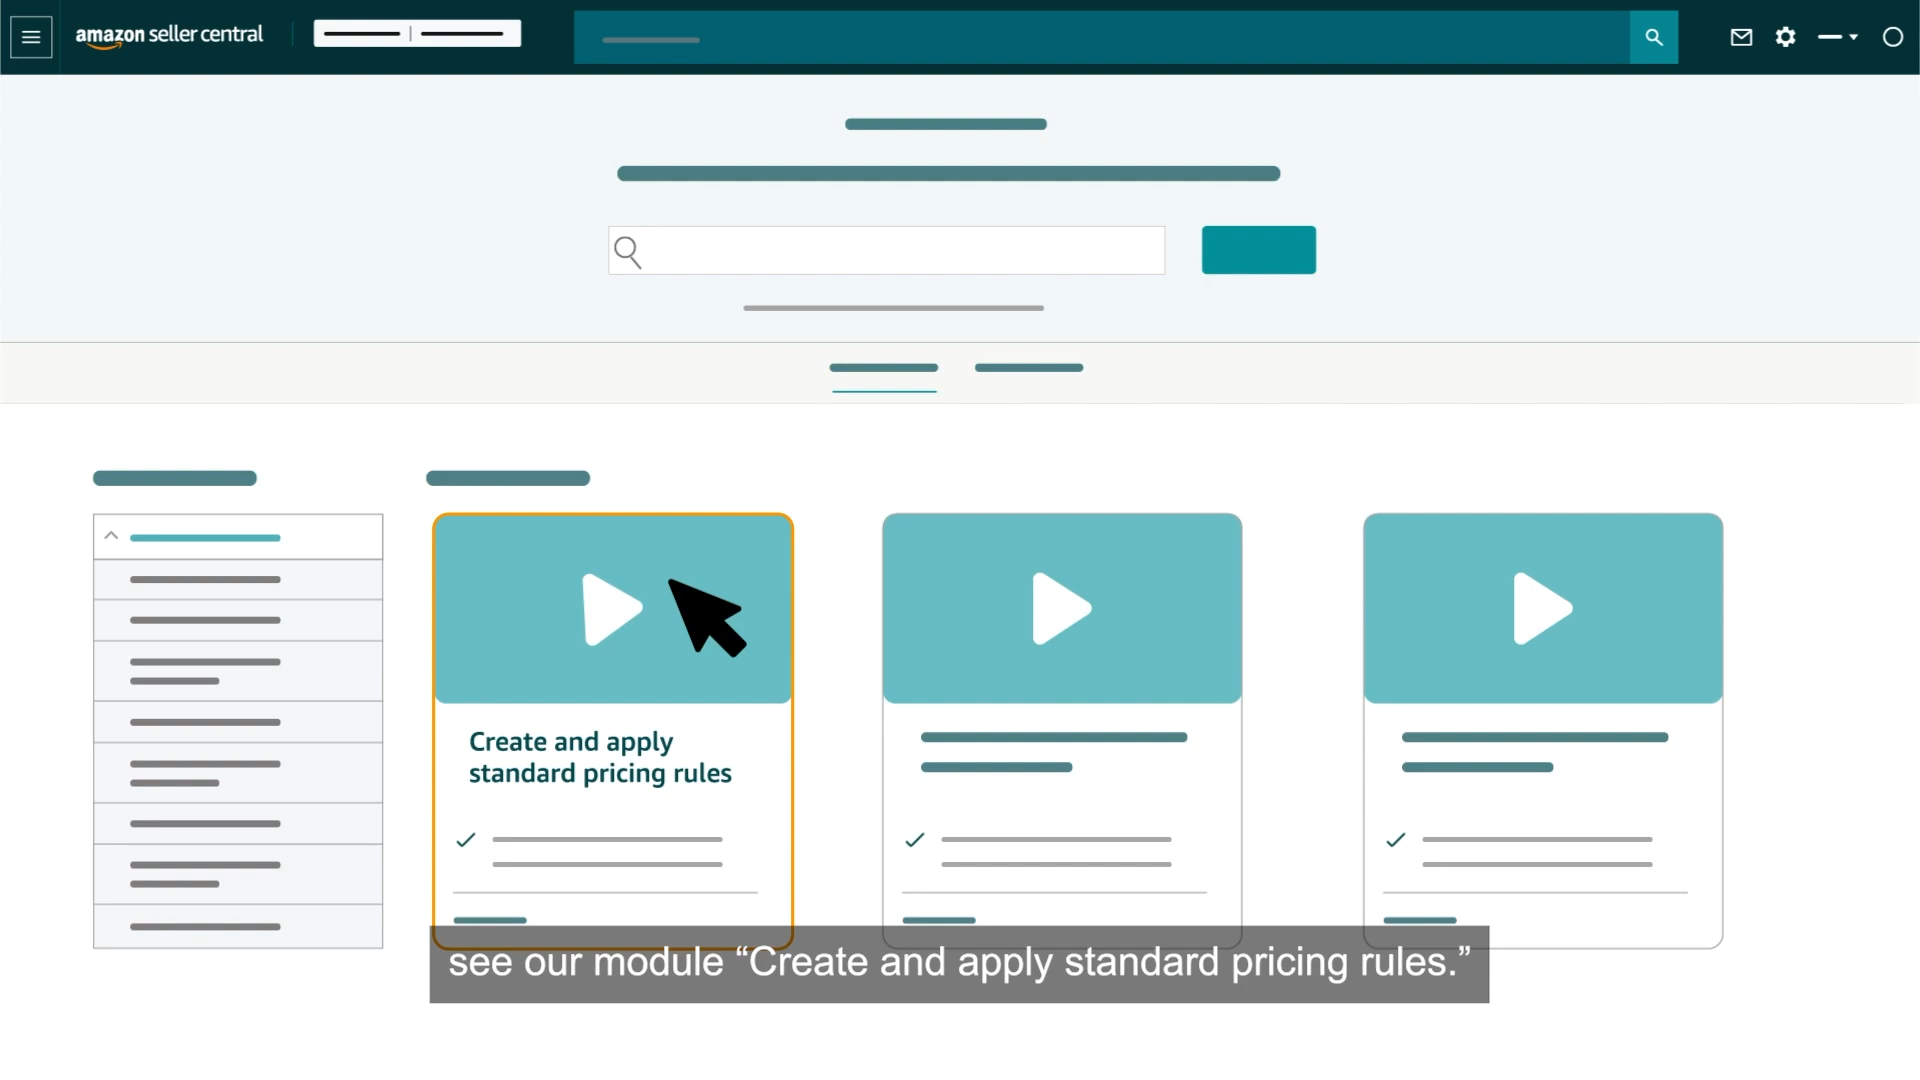 amazon seller central
Create and apply
standard pricing rules
see our module “Create and apply standard pricing rules.”